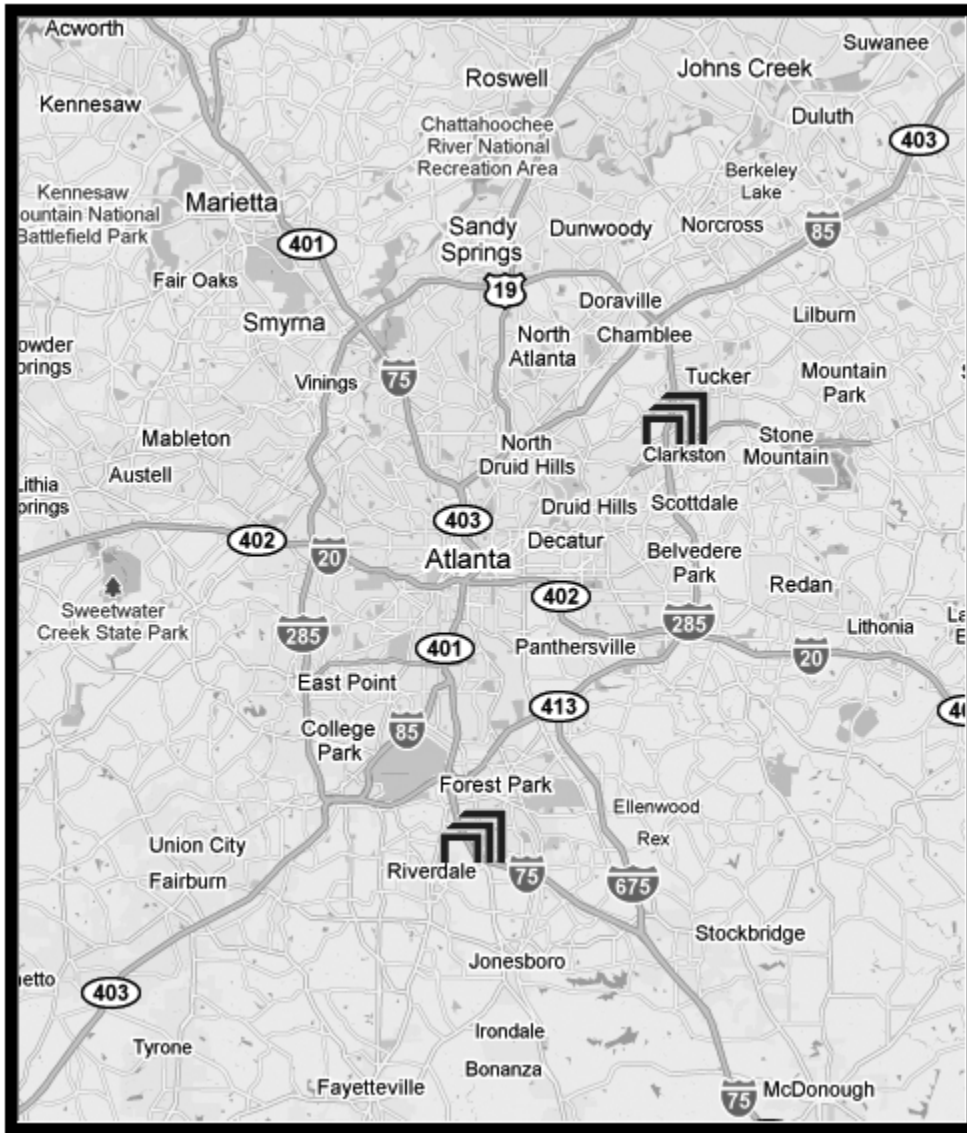 Acworth
Suwanee
Roswell
Johns Creek
Kennesaw
Duluth
Chattahoochee
River National
Recreation Area
403
Berkeley
Lake
Kennesaw
ountain National
Battlefield Park
Marietta
Sandy
Springs
Dunwoody
Norcross
401
85
Fair Oaks
19
Doraville
Smyrna
Lilburn
North
Atlanta
Chamblee
owder
prings
Vinings
75
Tucker
Mountain
Park
Mableton
North
Druid Hills
Clarkston
Stone
Mountain
Austell
Lithia
prings
Druid Hills
Scottdale
403
402
20
Atlanta
Decatur
Belvedere
Park
Redan
402
Sweetwater
Creek State Park
285
285
Lithonia
La
E
401
Panthersville
20
East Point
413
40
College
Park
85
Forest Park
Ellenwood
Rex
Union City
Riverdale
75
Fairburn
675
Stockbridge
Jonesboro
etto
403
Irondale
Tyrone
Bonanza
Fayetteville
75
McDonough